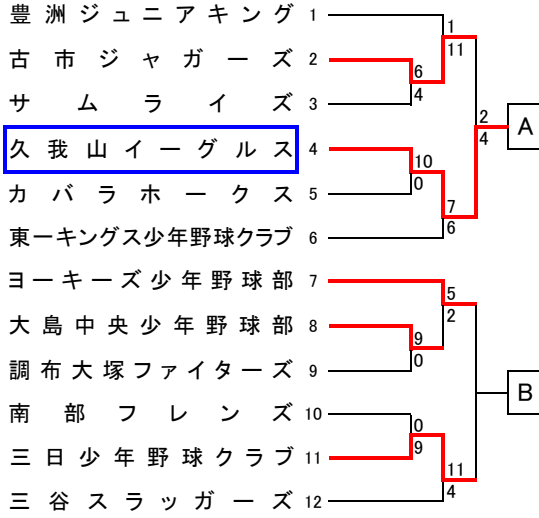 豊洲ジュニアキング 1
1
11
古市ジャガーズ 2
6
4
サムライズ 3
2
4
A
久我山イーグルス 4
10
0
カバラホークス 5
7
6
東一キングス少年野球クラブ 6
ヨーキーズ少年野球部 7
5
2
大島中央少年野球部 8
9
0
調布大塚ファイターズ 9
B
南部フレンズ 10
0
9
三日少年野球クラブ 11
11
4
三谷スラッガーズ 12